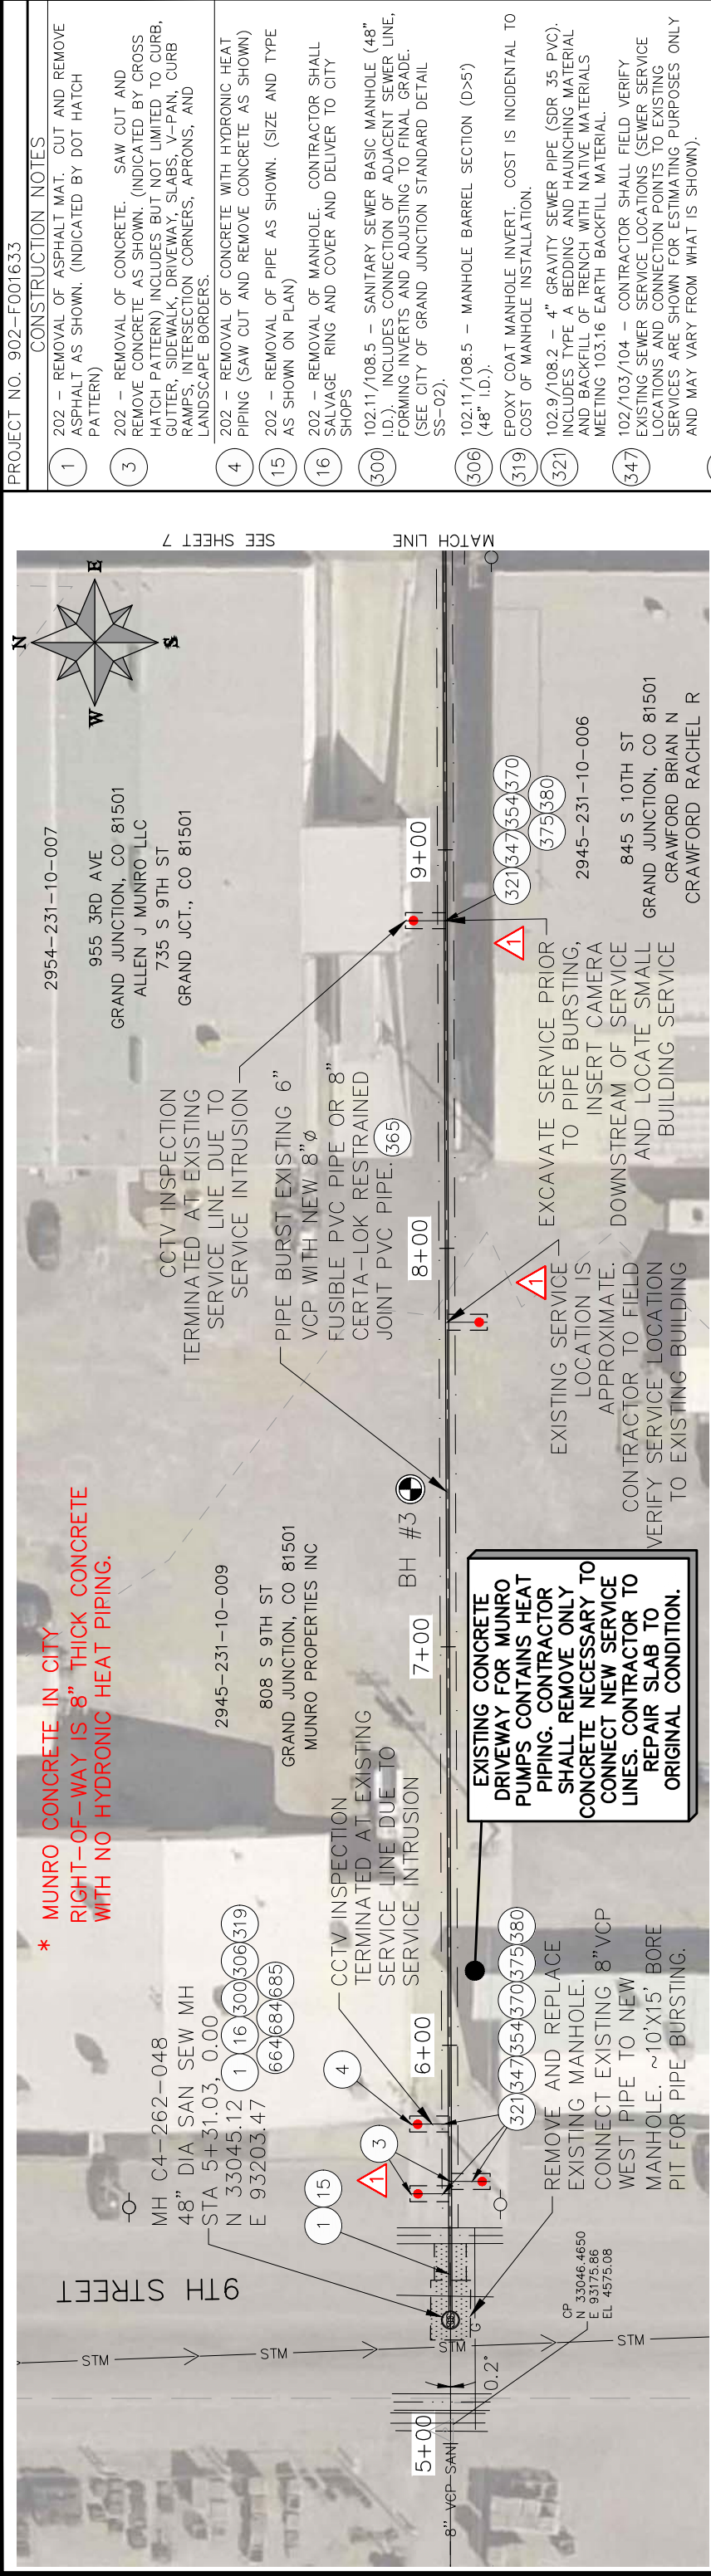 PROJECT NO. 902-F001633
CONSTRUCTION NOTES
1
202 - REMOVAL OF ASPHALT MAT.  CUT AND REMOVE
ASPHALT AS SHOWN. (INDICATED BY DOT HATCH
PATTERN)
3
202 - REMOVAL OF CONCRETE.  SAW CUT AND
REMOVE CONCRETE AS SHOWN. (INDICATED BY CROSS
HATCH PATTERN) INCLUDES BUT NOT LIMITED TO CURB,
GUTTER, SIDEWALK, DRIVEWAY, SLABS, V-PAN, CURB
RAMPS, INTERSECTION CORNERS, APRONS, AND
LANDSCAPE BORDERS.
4
202 - REMOVAL OF CONCRETE WITH HYDRONIC HEAT
PIPING (SAW CUT AND REMOVE CONCRETE AS SHOWN)
15
202 - REMOVAL OF PIPE AS SHOWN. (SIZE AND TYPE
AS SHOWN ON PLAN)
16
202 - REMOVAL OF MANHOLE.  CONTRACTOR SHALL
SALVAGE  RING AND COVER AND DELIVER TO CITY
SHOPS
300
102.11/108.5 - SANITARY SEWER BASIC MANHOLE (48"
I.D.).  INCLUDES CONNECTION OF ADJACENT SEWER LINE,
FORMING INVERTS AND ADJUSTING TO FINAL GRADE.
(SEE CITY OF GRAND JUNCTION STANDARD DETAIL
SS-02).
306
102.11/108.5 - MANHOLE BARREL SECTION (D>5')
(48" I.D.).
319
EPOXY COAT MANHOLE INVERT.  COST IS INCIDENTAL TO
COST OF MANHOLE INSTALLATION.
321
102.9/108.2 - 4" GRAVITY SEWER PIPE (SDR 35 PVC).
INCLUDES TYPE A BEDDING AND HAUNCHING MATERIAL
AND BACKFILL OF TRENCH WITH NATIVE MATERIALS
MEETING 103.16 EARTH BACKFILL MATERIAL.
347
102/103/104 - CONTRACTOR SHALL FIELD VERIFY
EXISTING SEWER SERVICE LOCATIONS (SEWER SERVICE
LOCATIONS AND CONNECTION POINTS TO EXISTING
SERVICES ARE SHOWN FOR ESTIMATING PURPOSES ONLY
AND MAY VARY FROM WHAT IS SHOWN).
MATCH LINE
SEE SHEET 7
N
E
S
W
* MUNRO CONCRETE IN CITY
RIGHT-OF-WAY IS 8" THICK CONCRETE
WITH NO HYDRONIC HEAT PIPING.
2954-231-10-007
955 3RD AVE
GRAND JUNCTION, CO 81501
ALLEN J MUNRO LLC
735 S 9TH ST
GRAND JCT., CO 81501
CCTV INSPECTION
TERMINATED AT EXISTING
SERVICE LINE DUE TO
SERVICE INTRUSION
PIPE BURST EXISTING 6"
VCP WITH NEW 8"ø
FUSIBLE PVC PIPE OR 8"
CERTA-LOK RESTRAINED
JOINT PVC PIPE. 365
2945-231-10-009
808 S 9TH ST
GRAND JUNCTION, CO 81501
MUNRO PROPERTIES INC
BH #3
MH C4-262-048
48" DIA SAN SEW MH
STA 5+31.03, 0.00
N 33045.12
E 93203.47
1 16 300 306 319
664 684 685
CCTV INSPECTION
TERMINATED AT EXISTING
SERVICE LINE DUE TO
SERVICE INTRUSION
4
3
1
1 15
9TH STREET
STM
STM
STM
STM
5+00
6+00
7+00
8+00
9+00
8" VCP SAN
0.2°
G
CP
N 33046.4650
E 93175.86
EL 4575.08
321 347 354 370 375 380
REMOVE AND REPLACE
EXISTING MANHOLE.
CONNECT EXISTING 8"VCP
WEST PIPE TO NEW
MANHOLE. ~10'X15' BORE
PIT FOR PIPE BURSTING.
EXISTING CONCRETE
DRIVEWAY FOR MUNRO
PUMPS CONTAINS HEAT
PIPING. CONTRACTOR
SHALL REMOVE ONLY
CONCRETE NECESSARY TO
CONNECT NEW SERVICE
LINES. CONTRACTOR TO
REPAIR SLAB TO
ORIGINAL CONDITION.
1
EXISTING SERVICE
LOCATION IS
APPROXIMATE.
CONTRACTOR TO FIELD
VERIFY SERVICE LOCATION
TO EXISTING BUILDING
1
EXCAVATE SERVICE PRIOR
TO PIPE BURSTING,
INSERT CAMERA
DOWNSTREAM OF SERVICE
AND LOCATE SMALL
BUILDING SERVICE
321 347 354 370
375 380
2945-231-10-006
845 S 10TH ST
GRAND JUNCTION, CO 81501
CRAWFORD BRIAN N
CRAWFORD RACHEL R